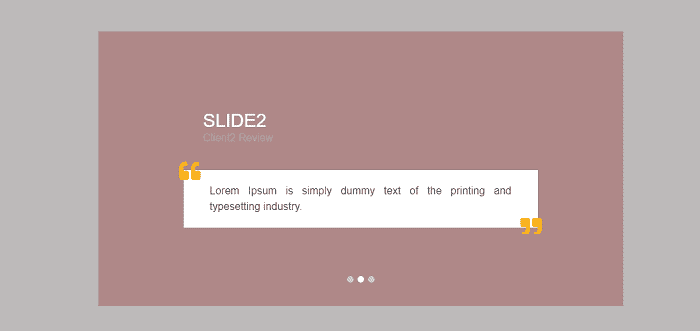 SLIDE2
Client2 Review
“
Lorem Ipsum is simply dummy text of the printing and
typesetting industry.
”